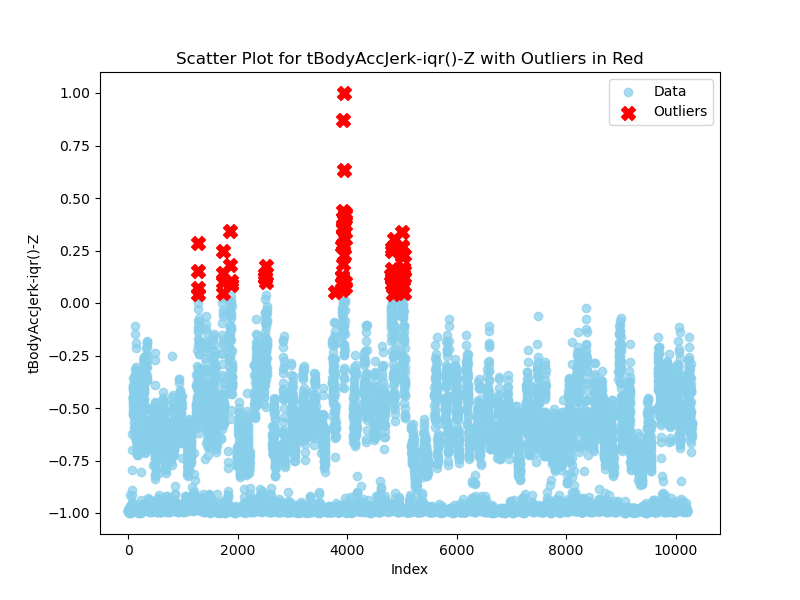 Scatter Plot for tBodyAccJerk-iqr()-Z with Outliers in Red
Data
Outliers
1.00
0.75
0.50
0.25
0.00
−0.25
−0.50
−0.75
−1.00
tBodyAccJerk-iqr()-Z
0 2000 4000 6000 8000 10000
Index